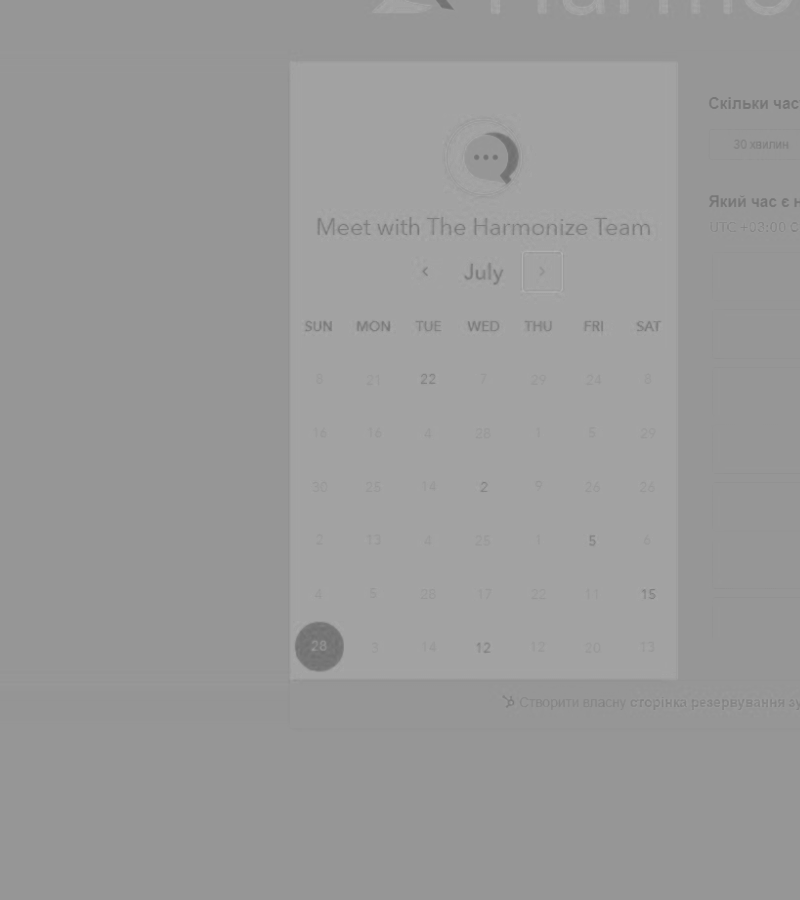 Harmo
Meet with The Harmonize Team
‹ July ›
SUN MON TUE WED THU FRI SAT
8 21 22 7 29 24 8
16 16 4 28 1 5 29
30 25 14 2 9 26 26
2 13 4 25 1 5 6
4 5 28 17 22 11 15
28 3 14 12 12 20 13
Скільки час
30 хвилин
Який час є н
UTC +03:00 С
Створити власну сторінка резервування зу